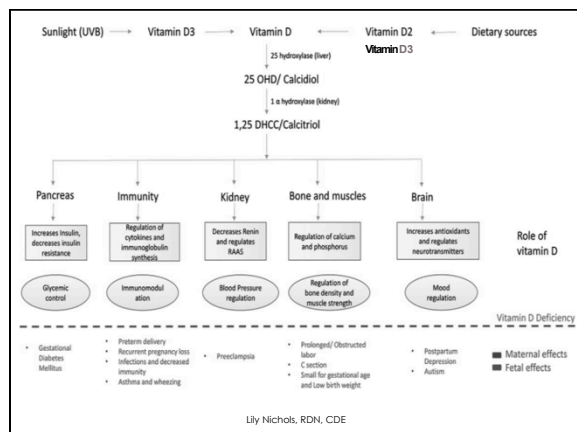 Sunlight (UVB) Vitamin D3 Vitamin D Vitamin D2 Dietary sources
Vitamin D3
25 hydroxylase (liver)
25 OHD/ Calcidiol
1 α hydroxylase (kidney)
1,25 DHCC/Calcitriol
Pancreas Immunity Kidney Bone and muscles Brain
Increases Insulin,
decreases insulin
resistance
Regulation of
cytokines and
immunoglobulin
synthesis
Decreases Renin
and regulates
RAAS
Regulation of calcium
and phosphorus
Increases antioxidants
and regulates
neurotransmitters
Role of
vitamin D
Glycemic
control
Immunomodul
ation
Blood Pressure
regulation
Regulation of
bone density and
muscle strength
Mood
regulation
Vitamin D Deficiency
• Gestational
Diabetes
Mellitus
• Preterm delivery
• Recurrent pregnancy loss
• Infections and decreased
immunity
• Asthma and wheezing
• Preeclampsia
• Prolonged/ Obstructed
labor
• C section
• Small for gestational age
and Low birth weight
• Postpartum
Depression
• Autism
Maternal effects
Fetal effects
Lily Nichols, RDN, CDE